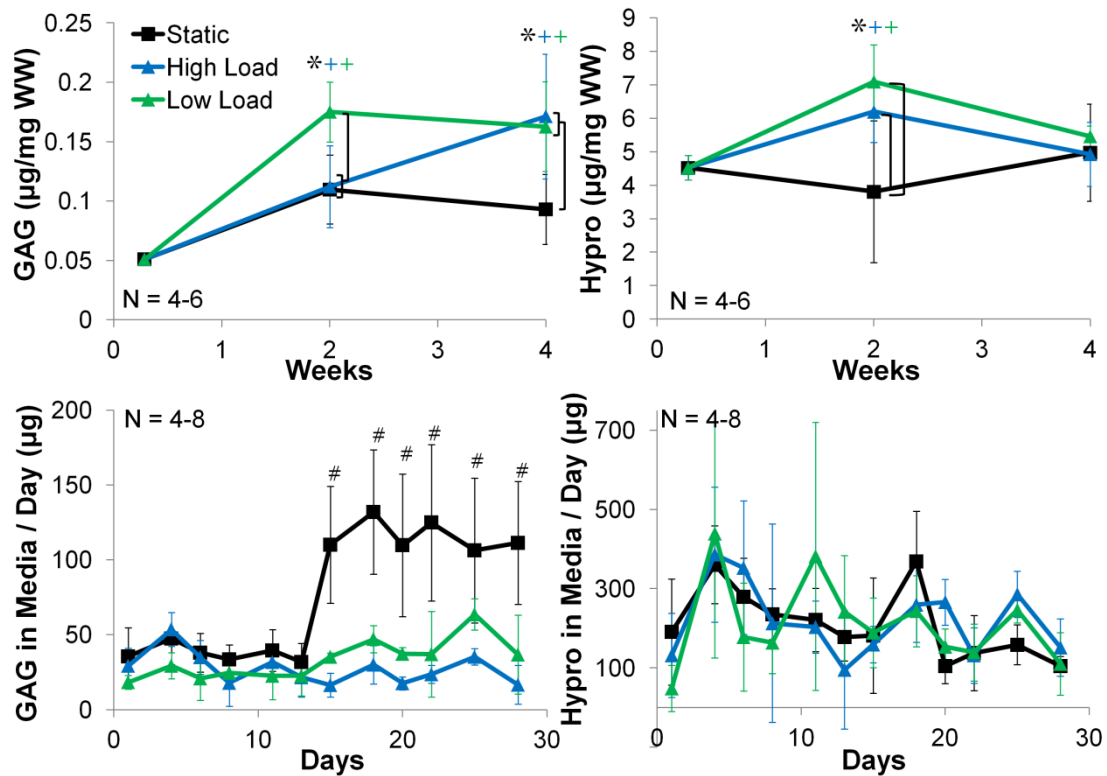 GAG (µg/mg WW)
0.25
0.2
0.15
0.1
0.05
0
Static
High Load
Low Load
*++
*++
N = 4-6
0 1 2 3 4
Weeks
Hypro (µg/mg WW)
9
8
7
6
5
4
3
2
1
0
*++
N = 4-6
0 1 2 3 4
Weeks
GAG in Media / Day (µg)
200
150
100
50
0
N = 4-8
# # # # # #
0 10 20 30
Days
Hypro in Media / Day (µg)
700
500
300
100
N = 4-8
0 10 20 30
Days